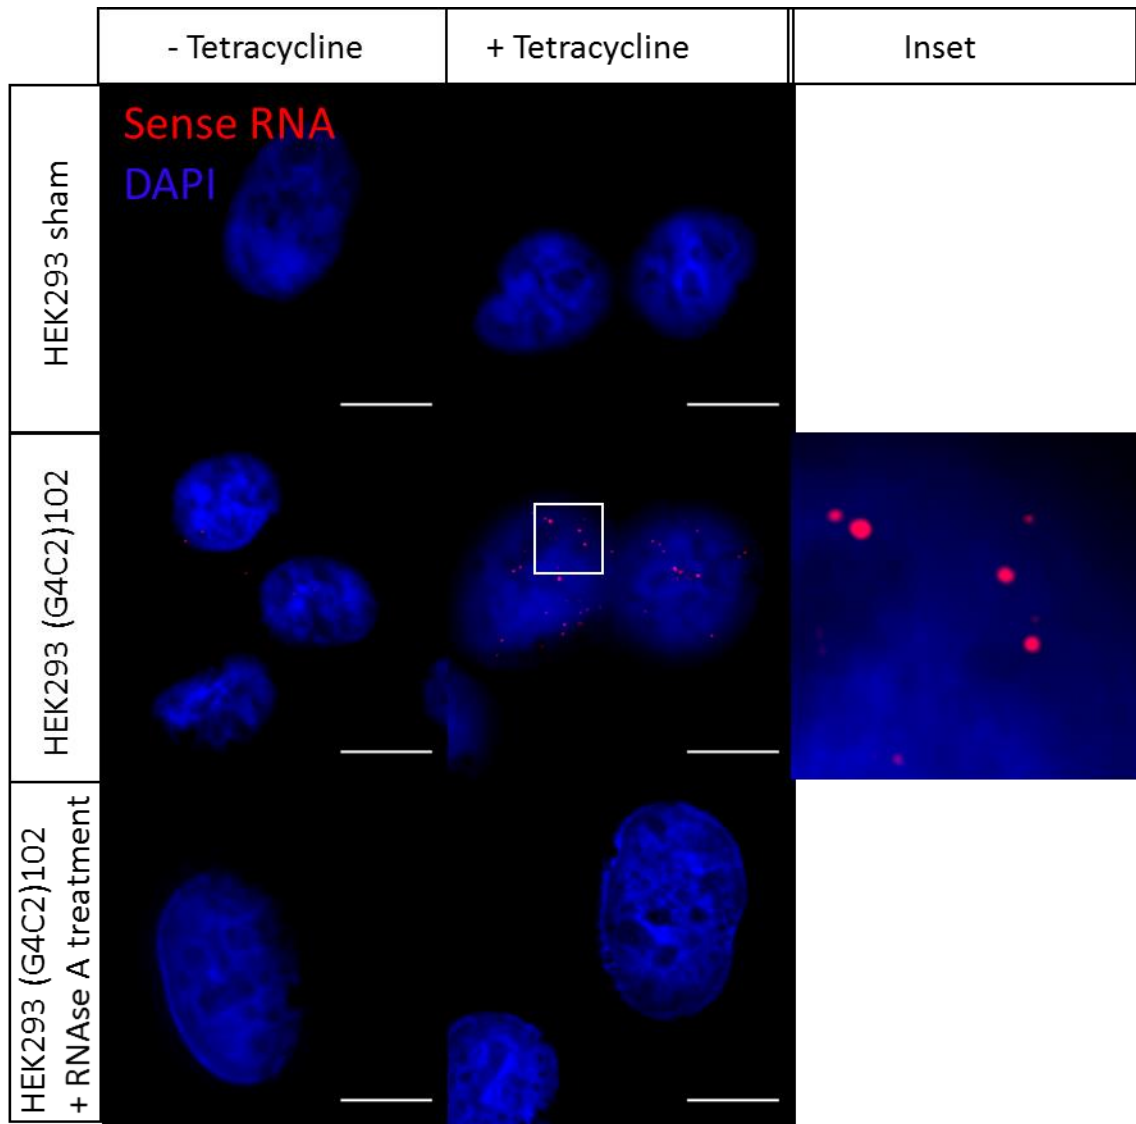 - Tetracycline
+ Tetracycline
Inset
HEK293 sham
Sense RNA
DAPI
HEK293 (G4C2)102
HEK293 (G4C2)102
+ RNAse A treatment